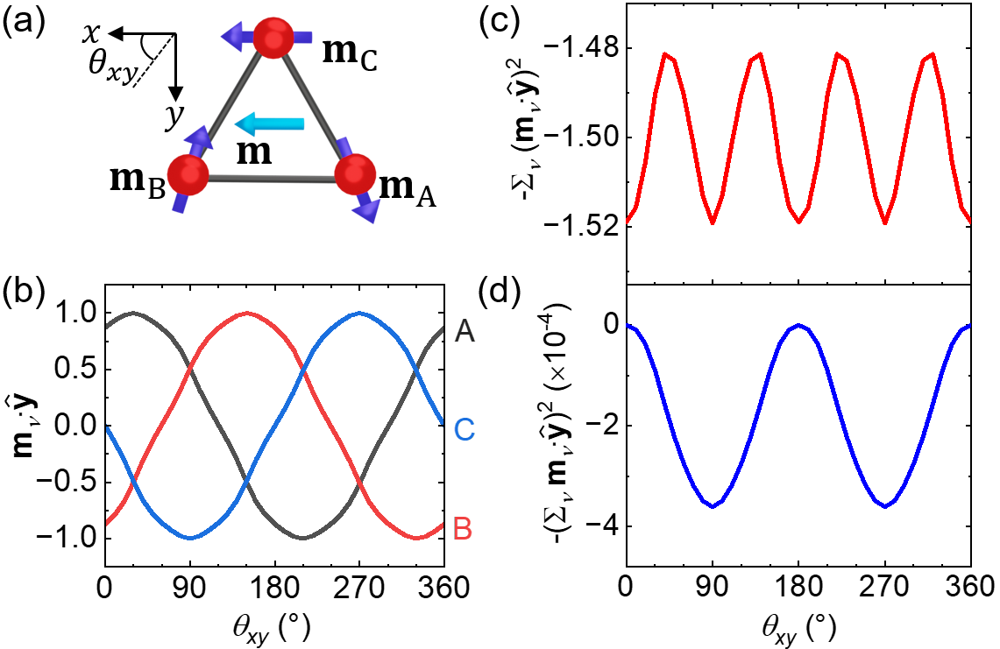 (a)
x
θxy
y
mC
m
mB
mA
(b)
mν·ŷ
1.0
0.5
0.0
−0.5
−1.0
A
C
B
0 90 180 270 360
θxy (°)
(c)
-Σν (mν·ŷ)²
−1.48
−1.50
−1.52
(d)
-(Σν mν·ŷ)² (×10⁻⁴)
0
−2
−4
0 90 180 270 360
θxy (°)